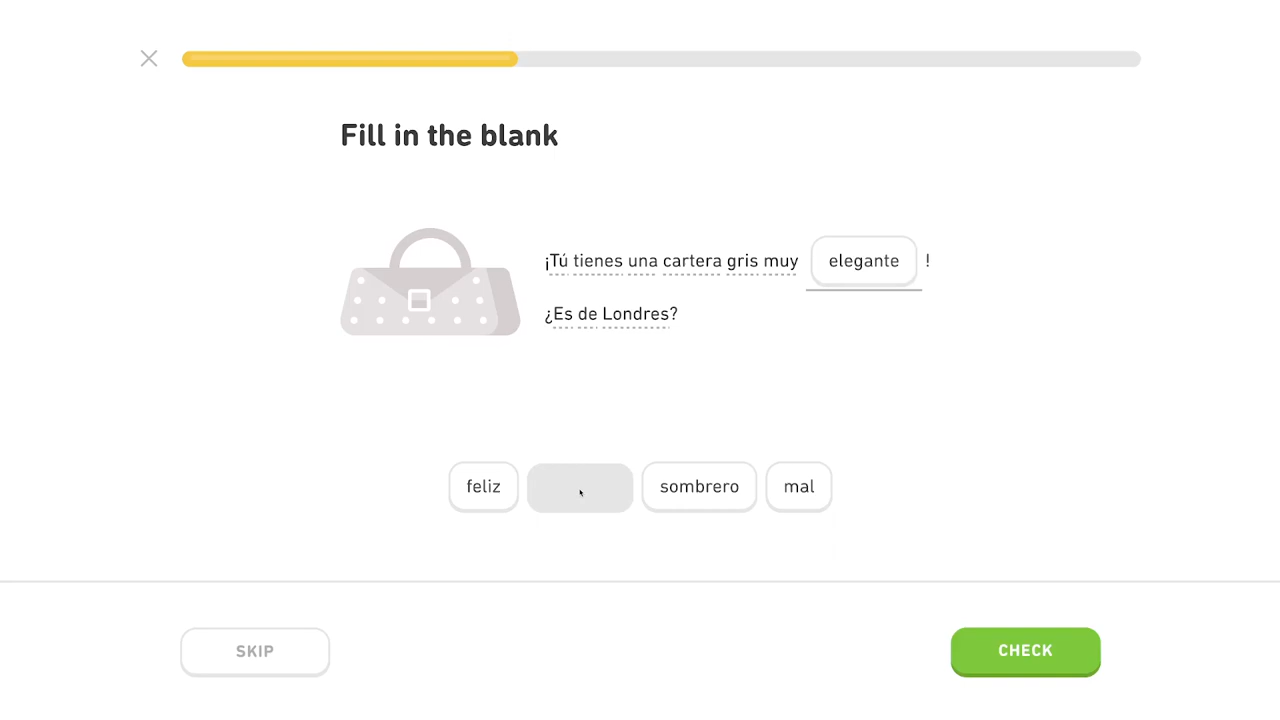 Fill in the blank
¡Tú tienes una cartera gris muy elegante !
¿Es de Londres?
feliz sombrero mal
SKIP CHECK